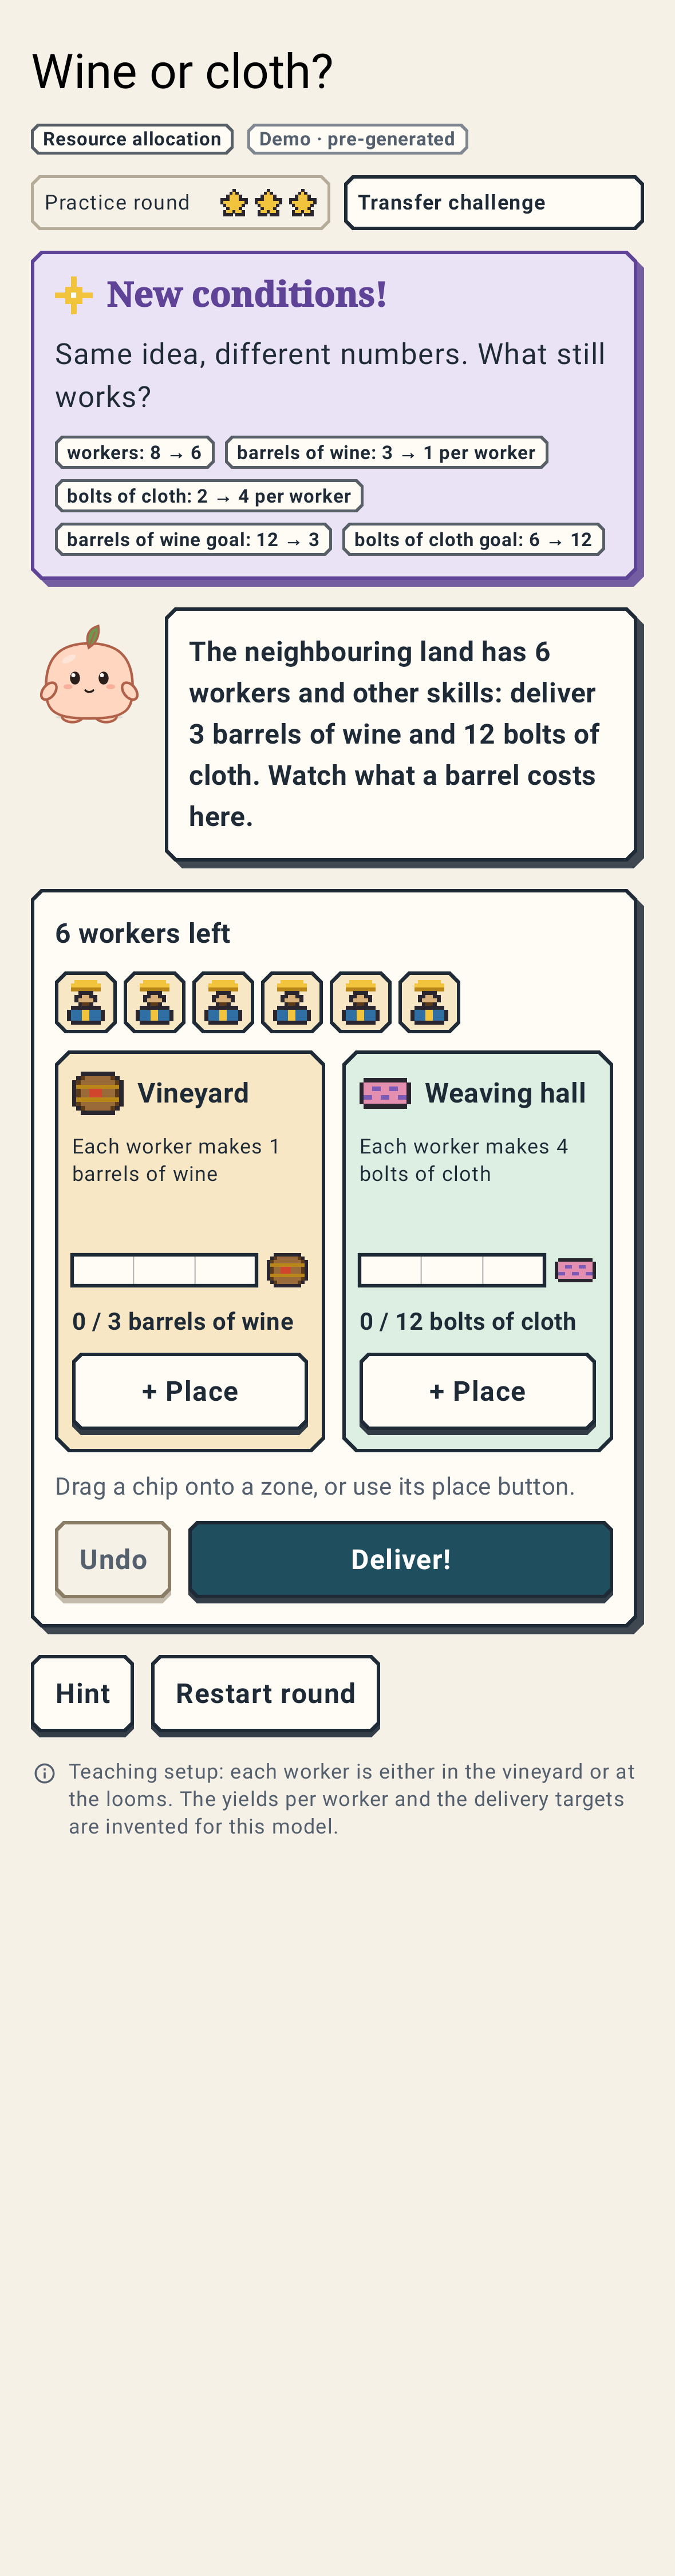 Wine or cloth?
Resource allocation
Demo · pre-generated
Practice round
Transfer challenge
New conditions!
Same idea, different numbers. What still
works?
workers: 8 → 6
barrels of wine: 3 → 1 per worker
bolts of cloth: 2 → 4 per worker
barrels of wine goal: 12 → 3
bolts of cloth goal: 6 → 12
The neighbouring land has 6
workers and other skills: deliver
3 barrels of wine and 12 bolts of
cloth. Watch what a barrel costs
here.
6 workers left
Vineyard
Each worker makes 1
barrels of wine
0 / 3 barrels of wine
+ Place
Weaving hall
Each worker makes 4
bolts of cloth
0 / 12 bolts of cloth
+ Place
Drag a chip onto a zone, or use its place button.
Undo
Deliver!
Hint
Restart round
Teaching setup: each worker is either in the vineyard or at
the looms. The yields per worker and the delivery targets
are invented for this model.